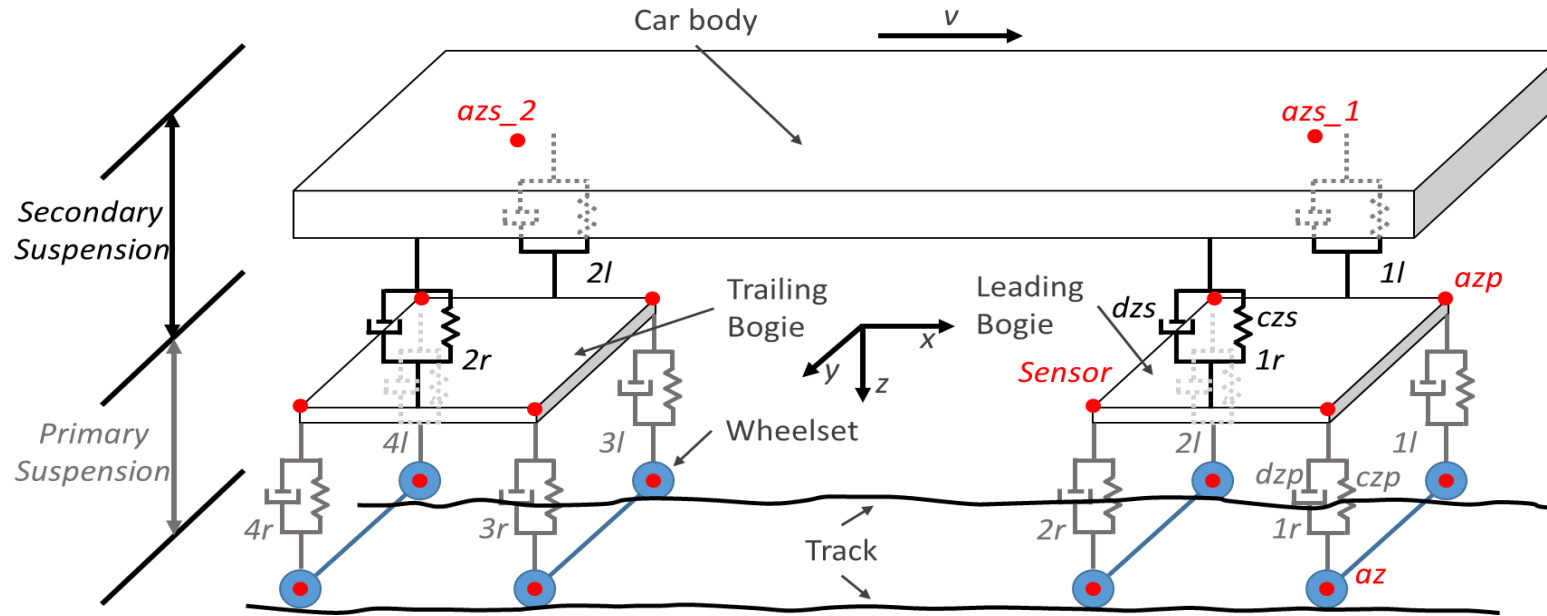 Car body
v
azs_2
azs_1
Secondary
Suspension
2l
1l
Trailing
Bogie
Leading
Bogie
azp
dzs
czs
x
2r
1r
y
z
Sensor
Primary
Suspension
4l
3l
Wheelset
2l
1l
dzp
czp
4r
3r
2r
1r
Track
az